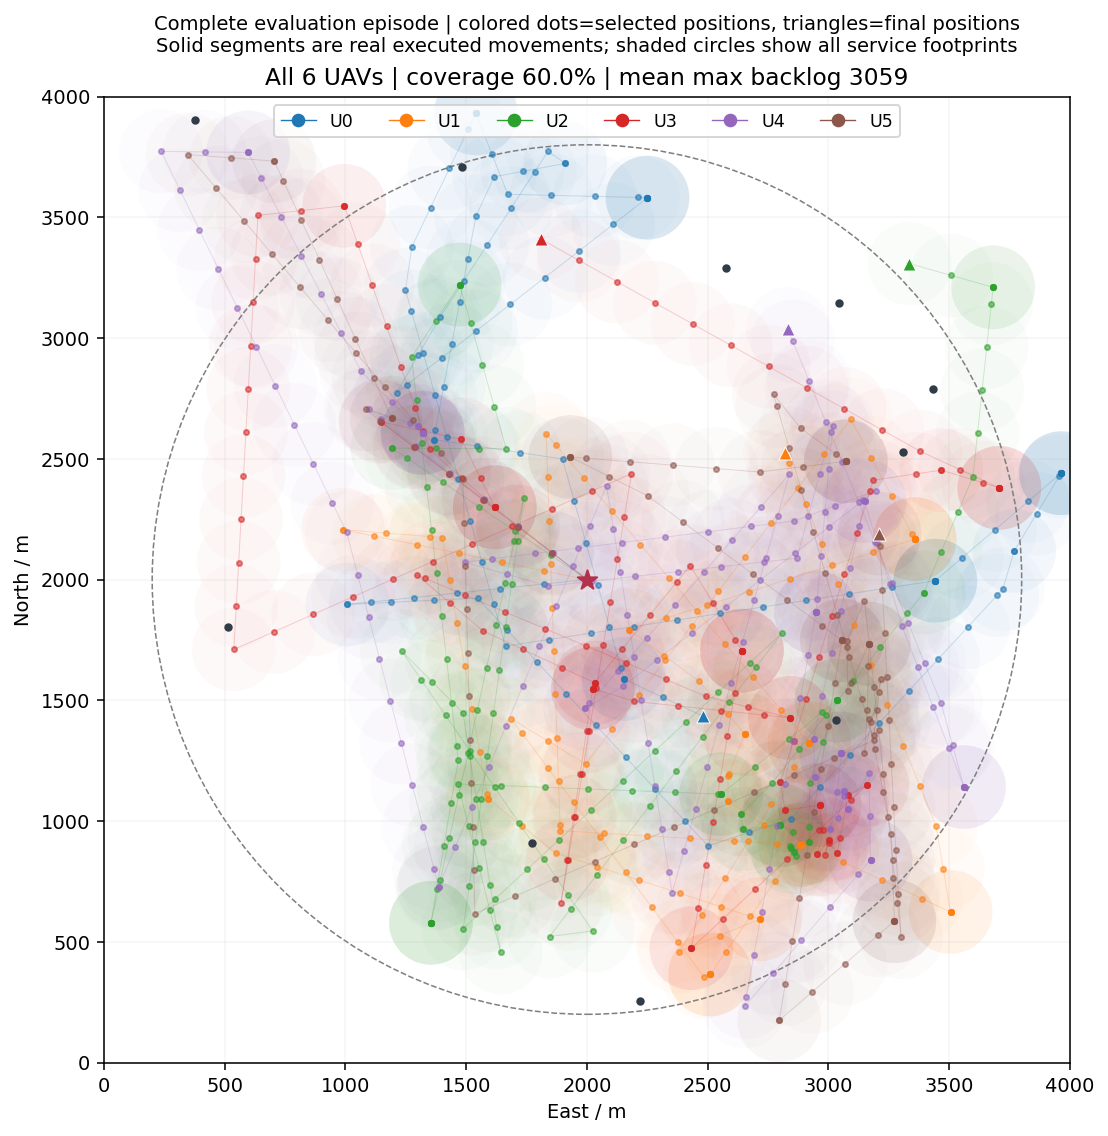 Complete evaluation episode | colored dots=selected positions, triangles=final positions
Solid segments are real executed movements; shaded circles show all service footprints
All 6 UAVs | coverage 60.0% | mean max backlog 3059
U0 U1 U2 U3 U4 U5
4000
3500
3000
2500
2000
1500
1000
500
0
North / m
0 500 1000 1500 2000 2500 3000 3500 4000
East / m